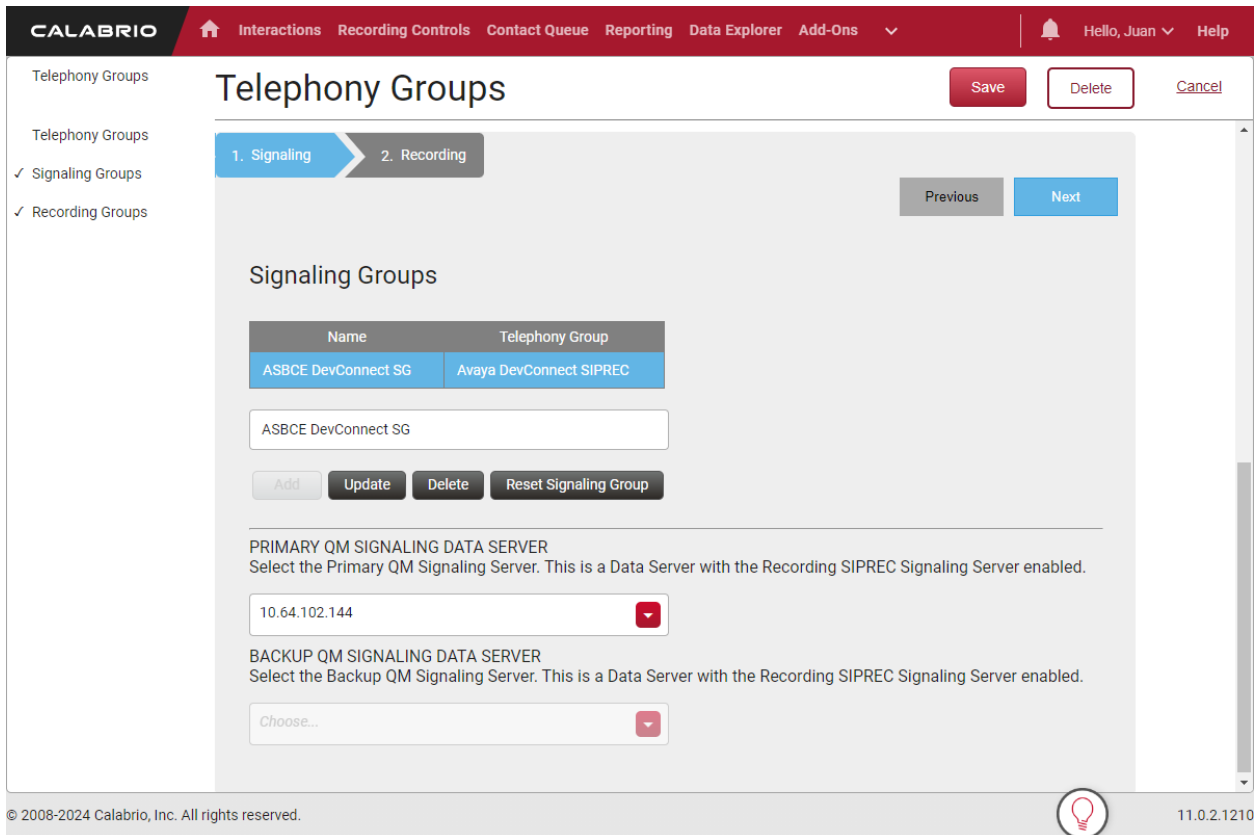 CALABRIO Interactions Recording Controls Contact Queue Reporting Data Explorer Add-Ons Hello, Juan Help
Telephony Groups
Telephony Groups
✓ Signaling Groups
✓ Recording Groups
Telephony Groups
Save Delete Cancel
1. Signaling 2. Recording
Previous Next
Signaling Groups
Name Telephony Group
ASBCE DevConnect SG Avaya DevConnect SIPREC
ASBCE DevConnect SG
Add Update Delete Reset Signaling Group
PRIMARY QM SIGNALING DATA SERVER
Select the Primary QM Signaling Server. This is a Data Server with the Recording SIPREC Signaling Server enabled.
10.64.102.144
BACKUP QM SIGNALING DATA SERVER
Select the Backup QM Signaling Server. This is a Data Server with the Recording SIPREC Signaling Server enabled.
Choose...
© 2008-2024 Calabrio, Inc. All rights reserved. 11.0.2.1210